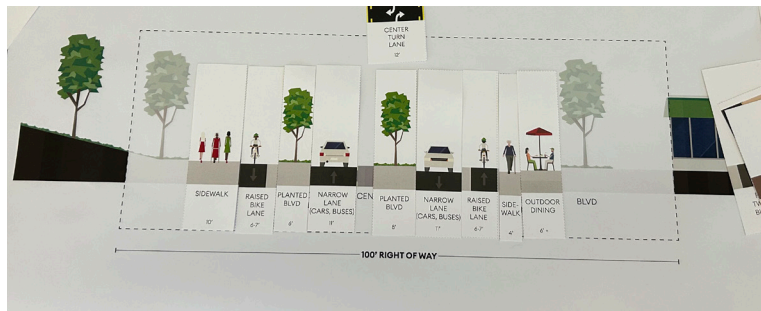 CENTER
TURN
LANE
12'
SIDEWALK
10'
RAISED
BIKE
LANE
6-7'
PLANTED
BLVD
6'
NARROW
LANE
(CARS, BUSES)
11'
CEN
PLANTED
BLVD
8'
NARROW
LANE
(CARS, BUSES)
11'
RAISED
BIKE
LANE
6-7'
SIDE-
WALK
6'
OUTDOOR
DINING
6' +
BLVD
100' RIGHT OF WAY